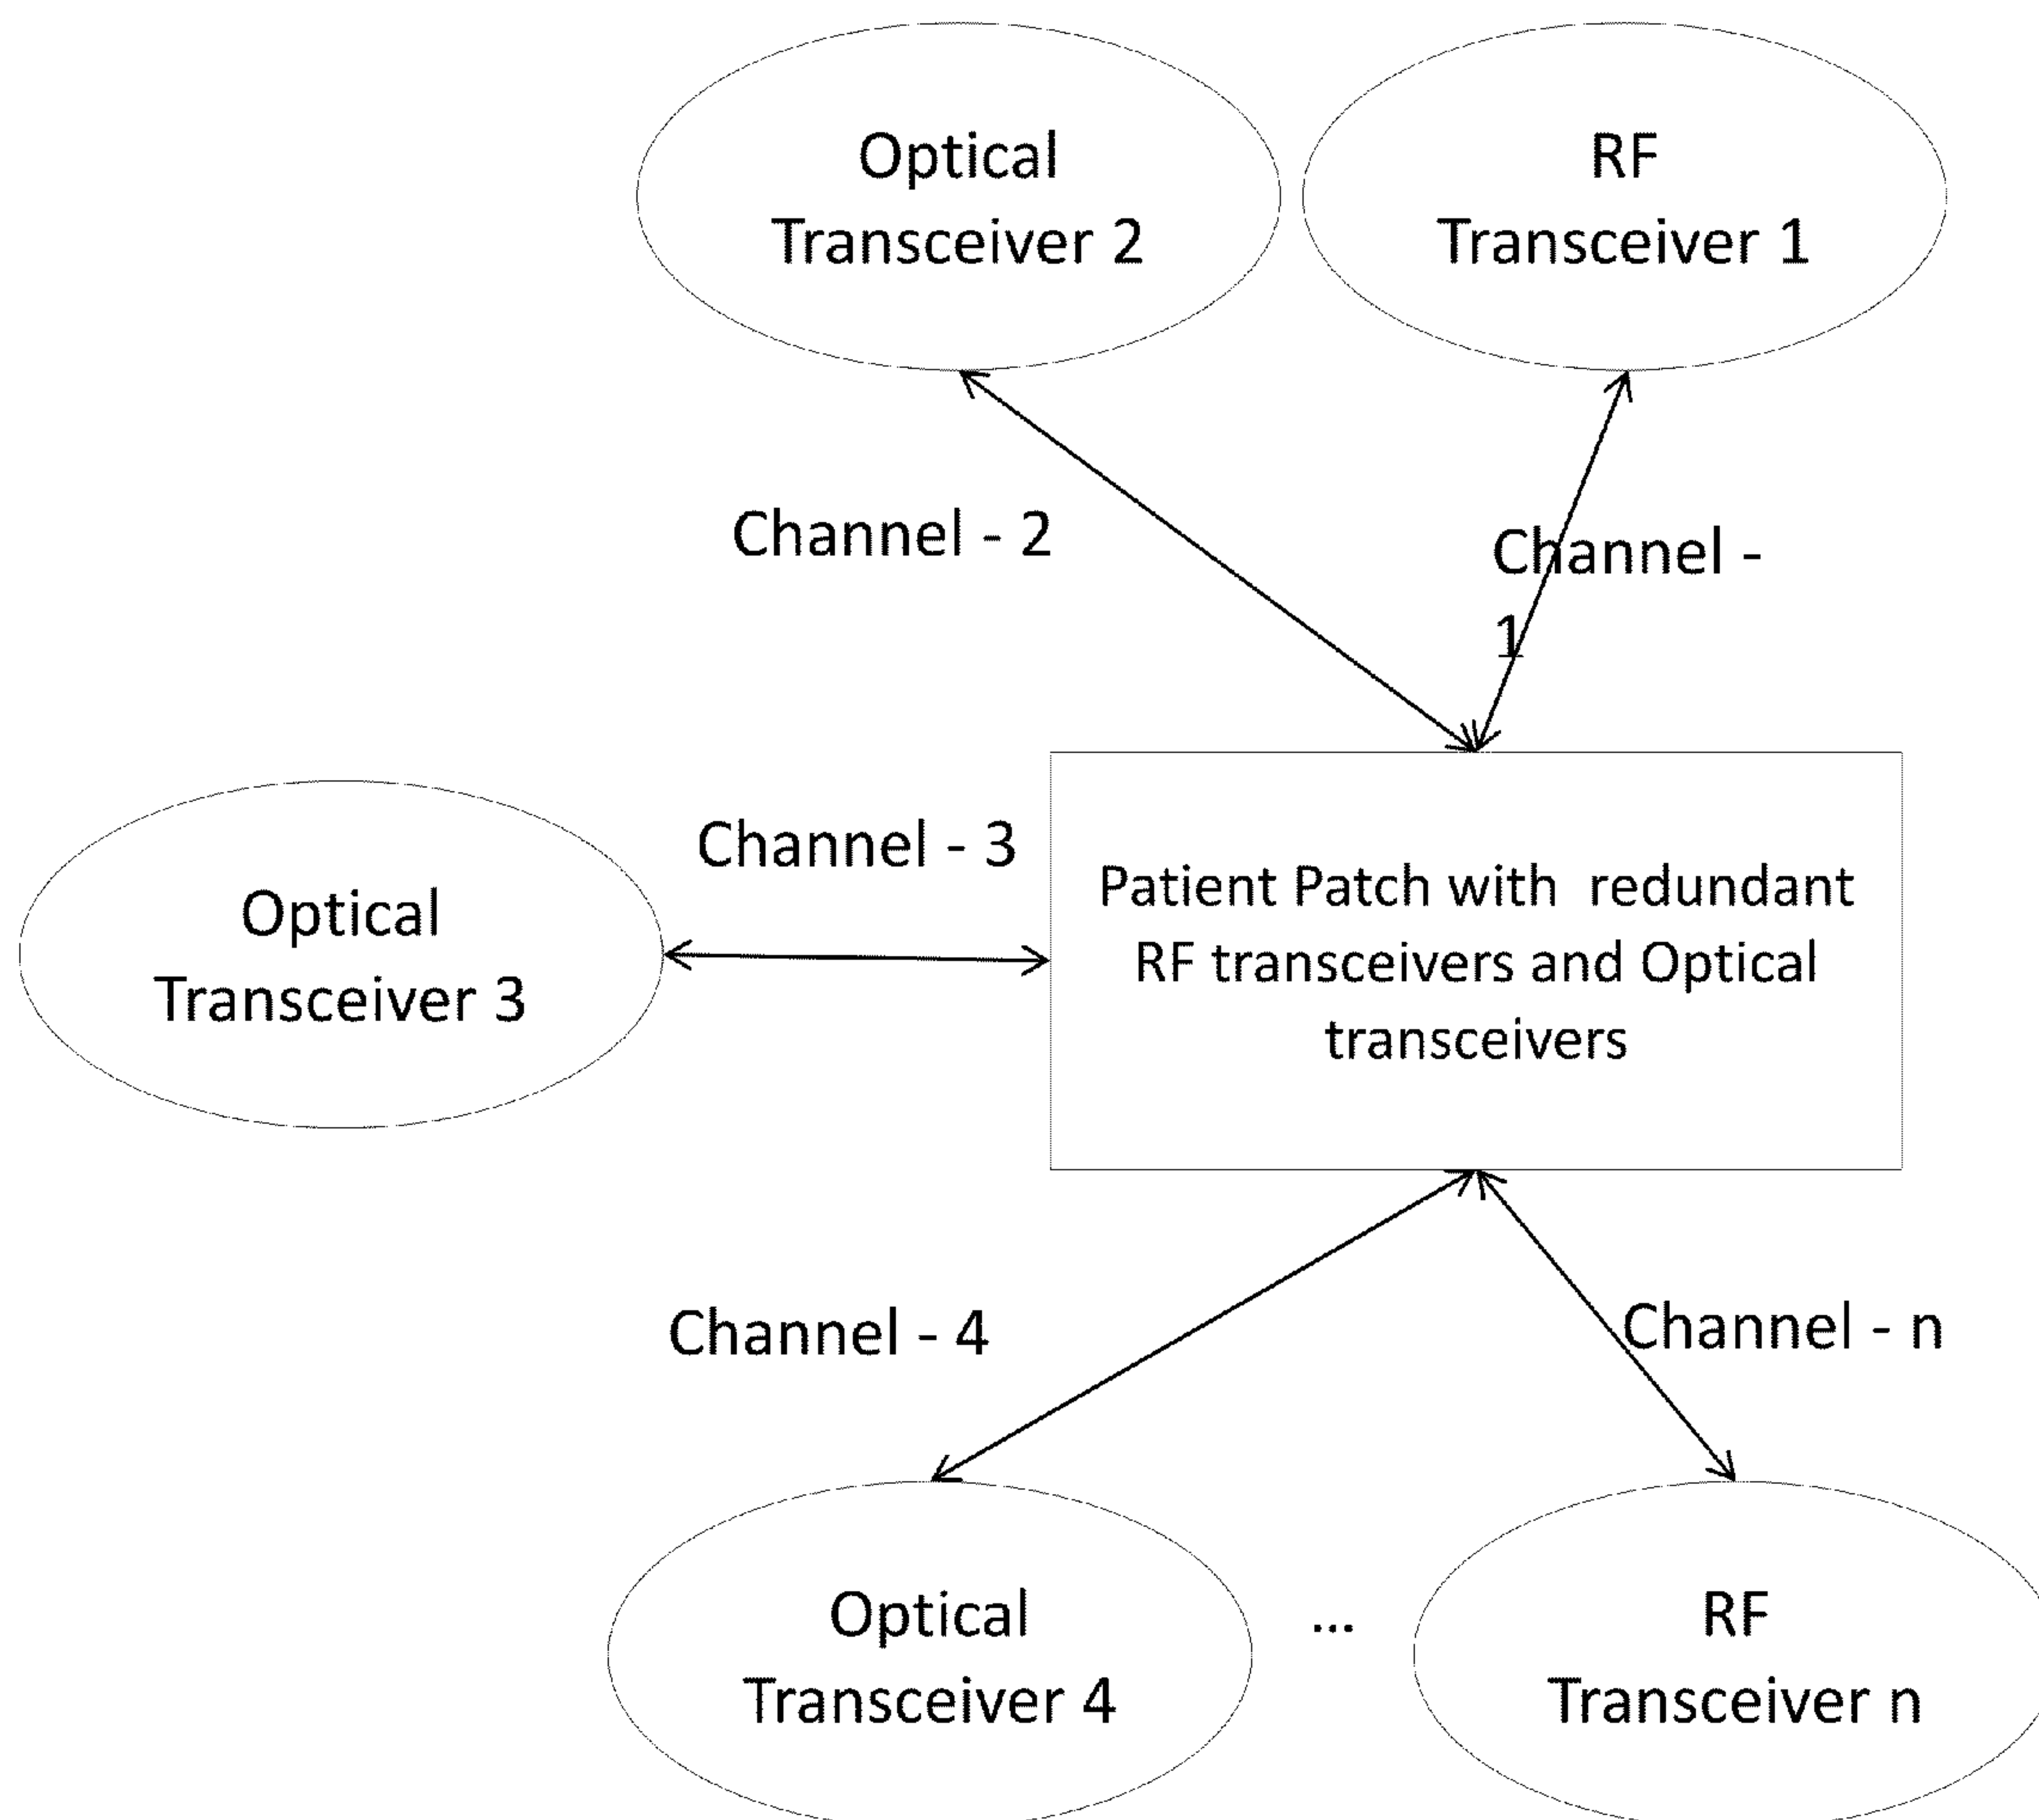 Optical
Transceiver 2
RF
Transceiver 1
Channel - 2
Channel -
1
Optical
Transceiver 3
Channel - 3
Patient Patch with  redundant
RF transceivers and Optical
transceivers
Channel - 4
Channel - n
Optical
Transceiver 4
...
RF
Transceiver n